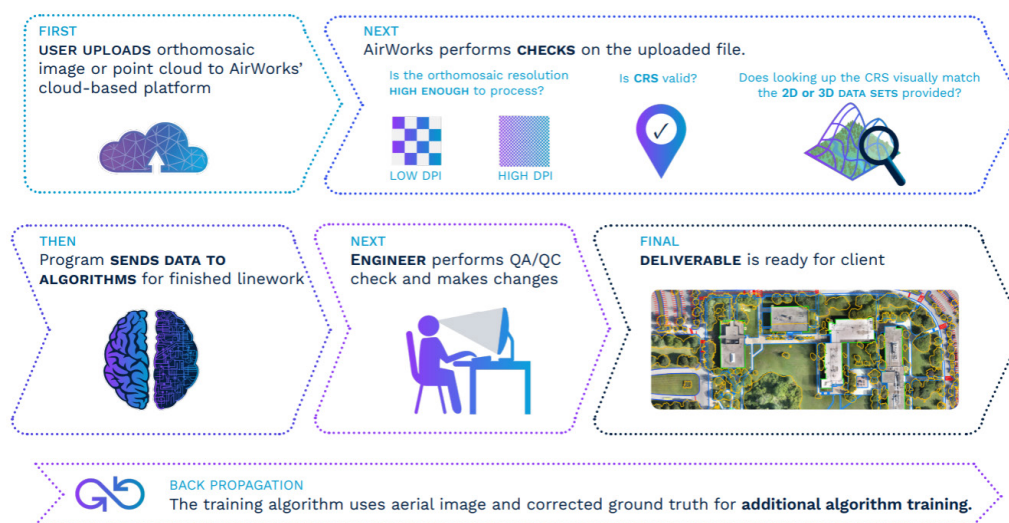 FIRST
USER UPLOADS orthomosaic
image or point cloud to AirWorks’
cloud-based platform
NEXT
AirWorks performs CHECKS on the uploaded file.
Is the orthomosaic resolution
HIGH ENOUGH to process?
LOW DPI
HIGH DPI
Is CRS valid?
Does looking up the CRS visually match
the 2D or 3D DATA SETS provided?
THEN
Program SENDS DATA TO
ALGORITHMS for finished linework
NEXT
ENGINEER performs QA/QC
check and makes changes
FINAL
DELIVERABLE is ready for client
BACK PROPAGATION
The training algorithm uses aerial image and corrected ground truth for additional algorithm training.